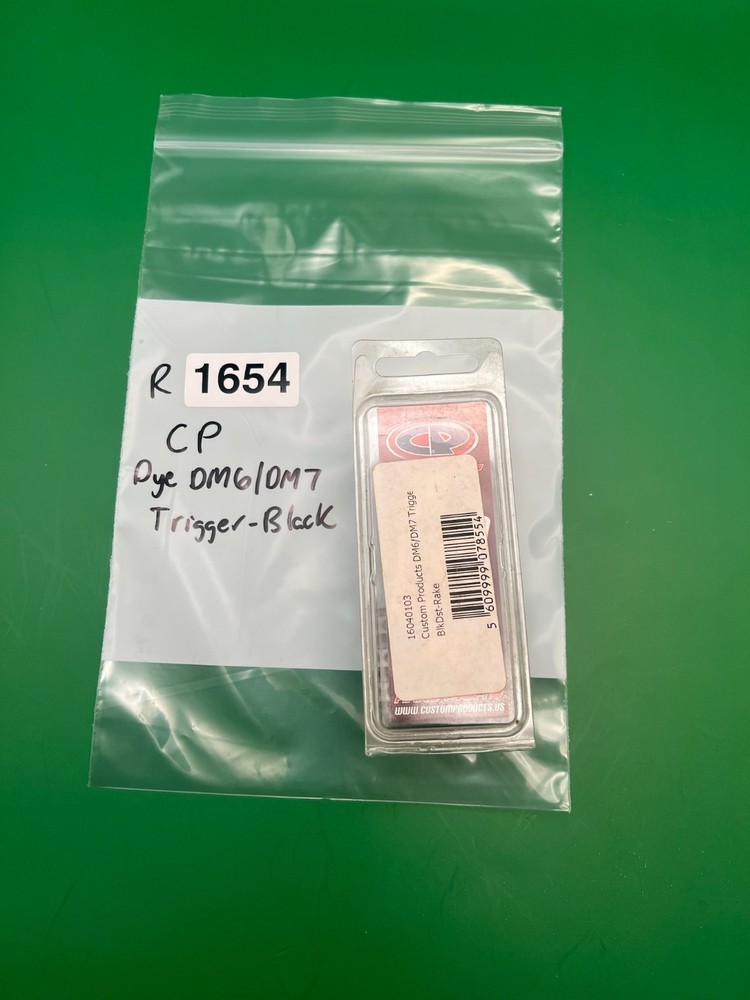 R 1654
CP
Dye DM6/DM7
Trigger-Black
CP
16040103
Custom Products DM6/DM7 Trigge
BlkDst-Rake
5 609999 078554
WWW.CUSTOMPRODUCTS.US